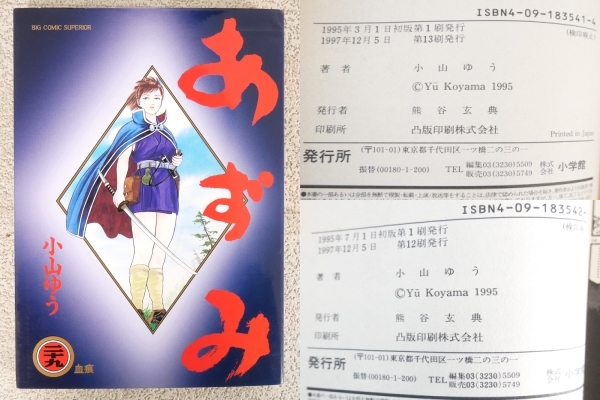 BIG COMIC SUPERIOR
あずみ
小山ゆう
二十九
血痕
ISBN4-09-183541-4
1995年3月1日初版第1刷発行
(検印廃止)
1997年12月5日 第13刷発行
著者 小山ゆう
©Yū Koyama 1995
発行者 熊谷玄典
印刷所 凸版印刷株式会社
Printed in Japan
発行所 (〒101-01)東京都千代田区一ツ橋二の三の一
振替(00180-1-200) TEL 編集03(3230)5509 販売03(3230)5749 株式会社 小学館
ISBN4-09-183542-
1995年7月1日初版第1刷発行
1997年12月5日 第12刷発行
著者 小山ゆう
©Yū Koyama 1995
発行者 熊谷玄典
印刷所 凸版印刷株式会社
発行所 (〒101-01)東京都千代田区一ツ橋二の三の一
振替(00180-1-200) TEL 編集03(3230)5509 販売03(3230)5749